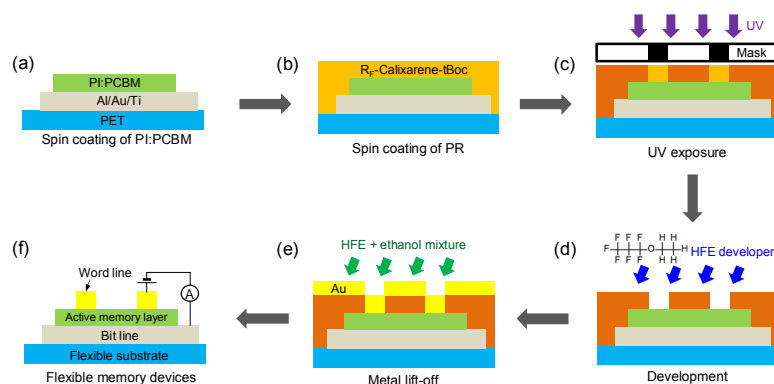 (a)
PI:PCBM
Al/Au/Ti
PET
Spin coating of PI:PCBM
(b)
RF-Calixarene-tBoc
Spin coating of PR
(c)
UV
Mask
UV exposure
(d)
F F F H H
F O H
F F F H H
HFE developer
Development
(e)
HFE + ethanol mixture
Au
Metal lift-off
(f)
Word line
A
Active memory layer
Bit line
Flexible substrate
Flexible memory devices